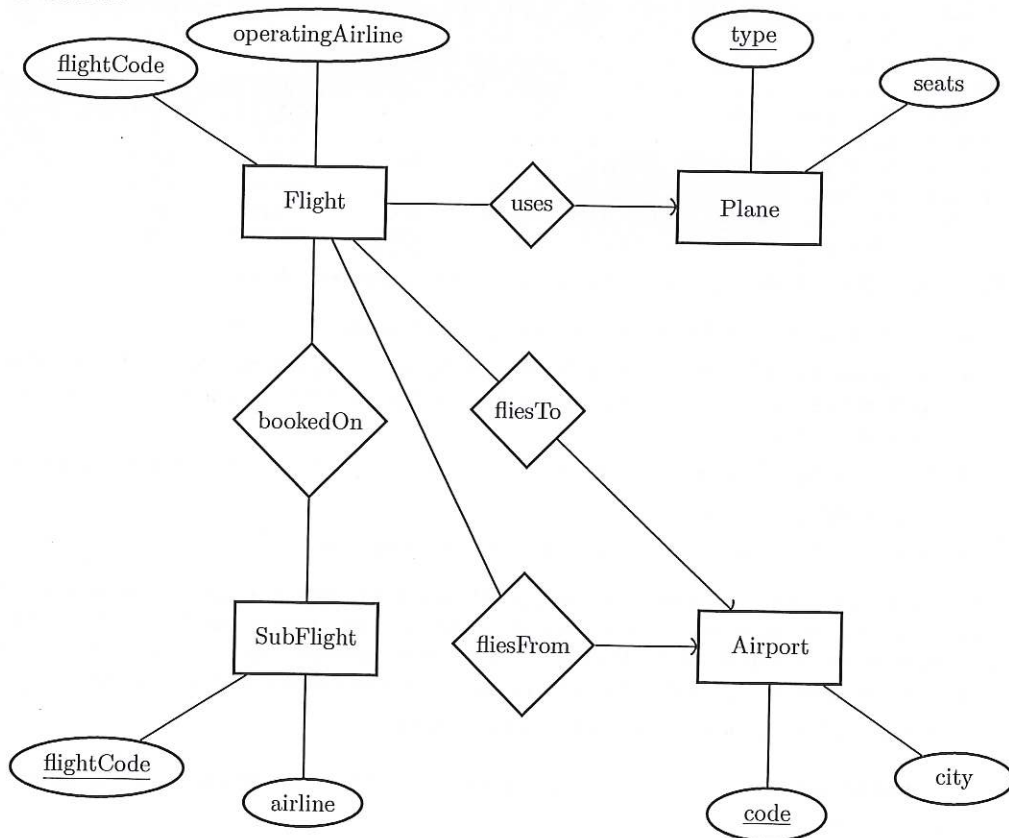 operatingAirline
flightCode
type
seats
Flight
uses
Plane
bookedOn
fliesTo
SubFlight
fliesFrom
Airport
flightCode
airline
code
city